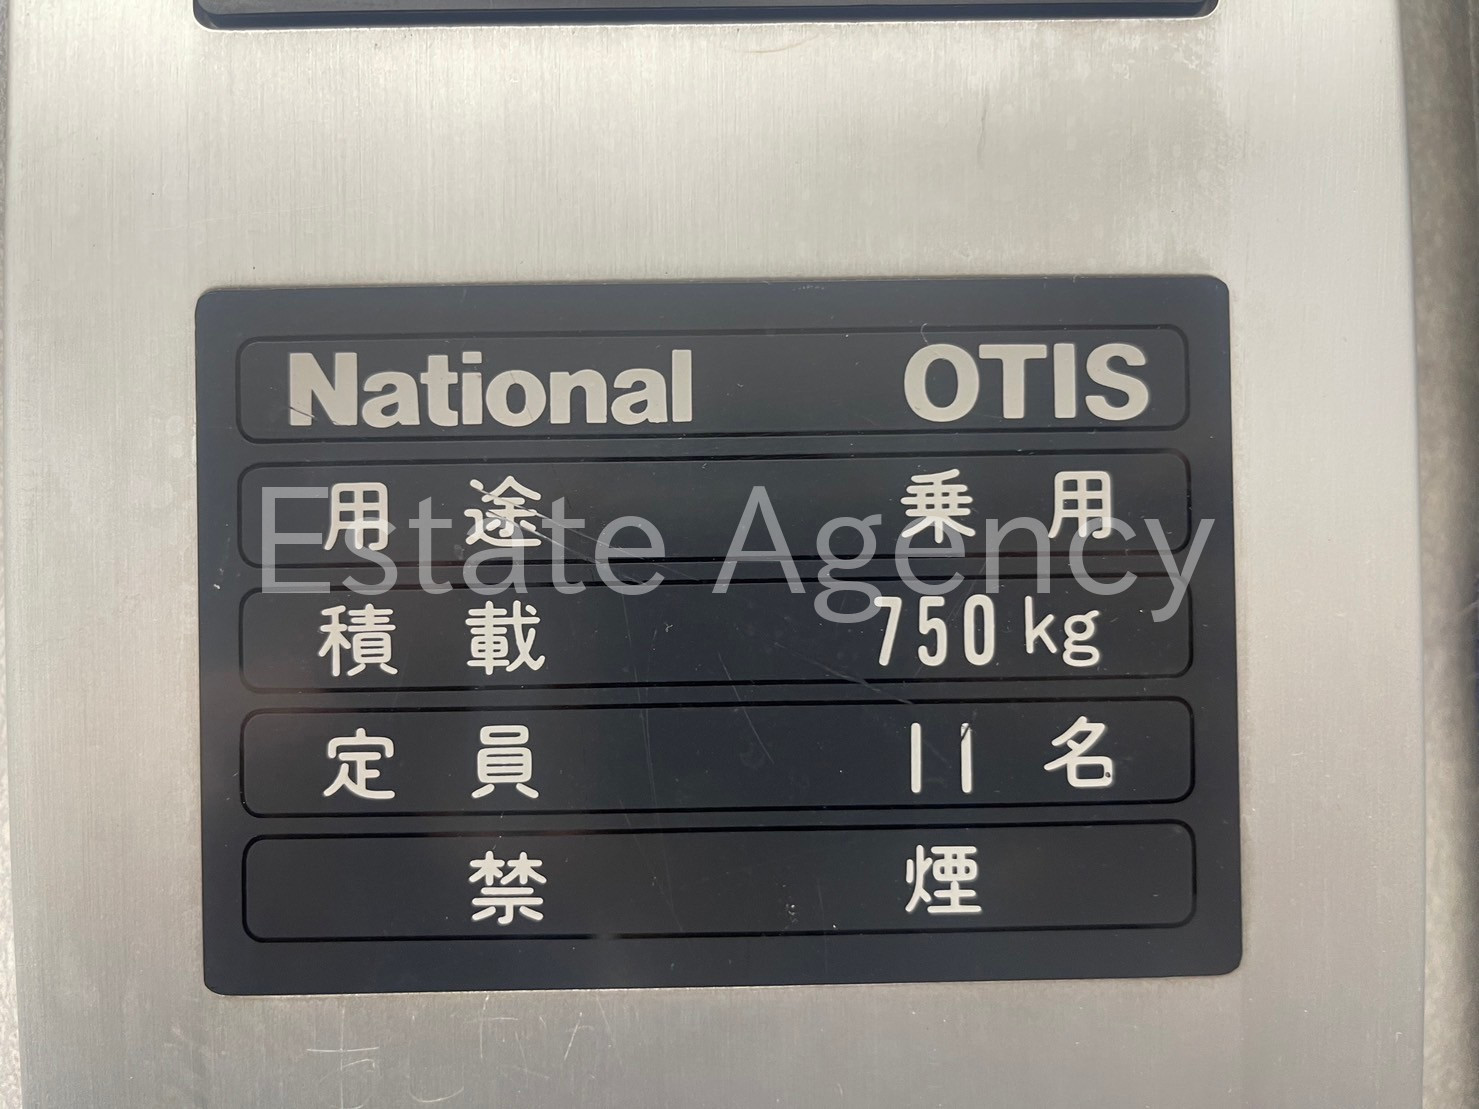 National OTIS
用途 乗用
Estate Agency
積載 750kg
定員 11名
禁煙